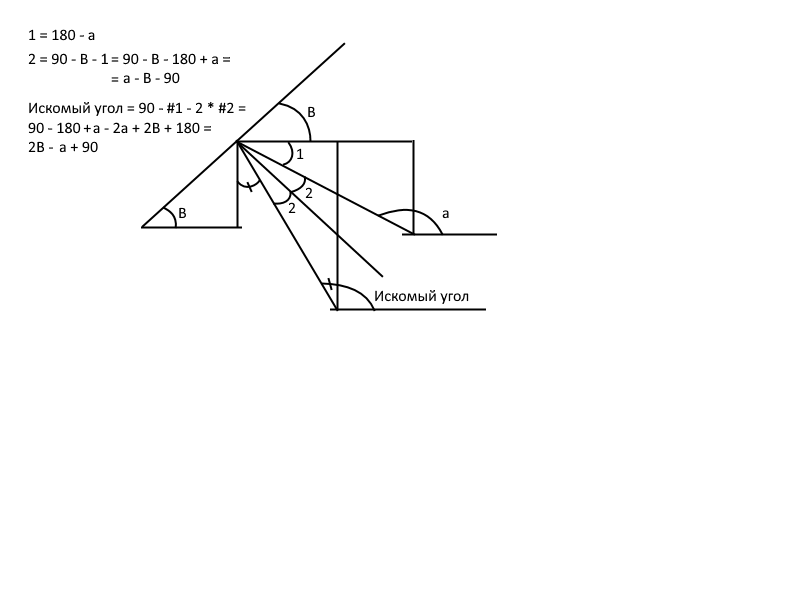 1 = 180 - a
2 = 90 - B - 1 = 90 - B - 180 + a =
= a - B - 90
Искомый угол = 90 - #1 - 2 * #2 =
90 - 180 + a - 2a + 2B + 180 =
2B - a + 90
B
1
2
2
B
a
Искомый угол